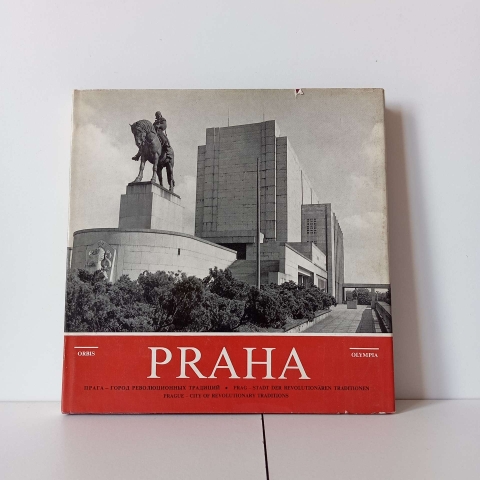 ORBIS
PRAHA
OLYMPIA
ПРАГА – ГОРОД РЕВОЛЮЦИОННЫХ ТРАДИЦИЙ • PRAG – STADT DER REVOLUTIONÄREN TRADITIONEN
PRAGUE – CITY OF REVOLUTIONARY TRADITIONS